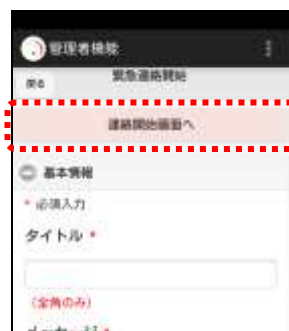 管理者機能
緊急連絡開始
戻る
連絡開始画面へ
基本情報
* 必須入力
タイトル *
(全角のみ)